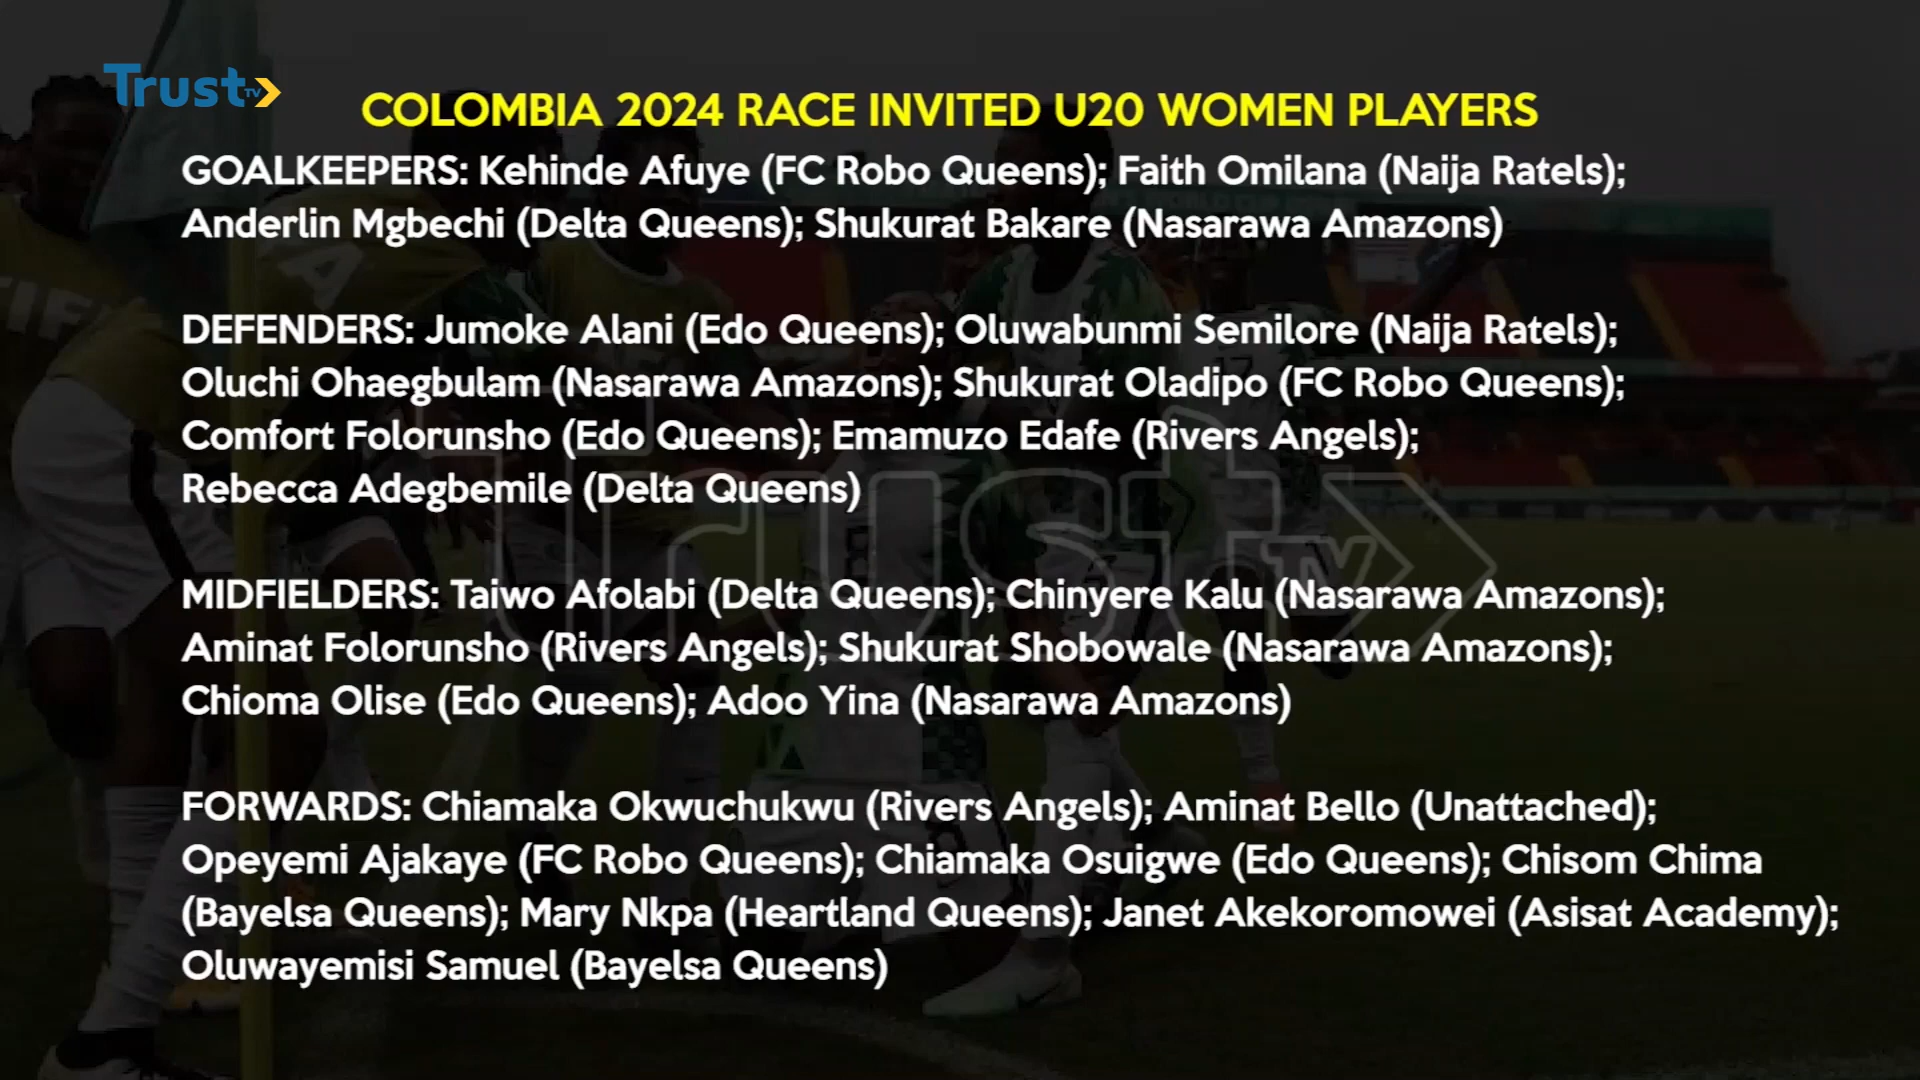 Trust TV
COLOMBIA 2024 RACE INVITED U20 WOMEN PLAYERS
GOALKEEPERS: Kehinde Afuye (FC Robo Queens); Faith Omilana (Naija Ratels);
Anderlin Mgbechi (Delta Queens); Shukurat Bakare (Nasarawa Amazons)
DEFENDERS: Jumoke Alani (Edo Queens); Oluwabunmi Semilore (Naija Ratels);
Oluchi Ohaegbulam (Nasarawa Amazons); Shukurat Oladipo (FC Robo Queens);
Comfort Folorunsho (Edo Queens); Emamuzo Edafe (Rivers Angels);
Rebecca Adegbemile (Delta Queens)
Trust TV
MIDFIELDERS: Taiwo Afolabi (Delta Queens); Chinyere Kalu (Nasarawa Amazons);
Aminat Folorunsho (Rivers Angels); Shukurat Shobowale (Nasarawa Amazons);
Chioma Olise (Edo Queens); Adoo Yina (Nasarawa Amazons)
FORWARDS: Chiamaka Okwuchukwu (Rivers Angels); Aminat Bello (Unattached);
Opeyemi Ajakaye (FC Robo Queens); Chiamaka Osuigwe (Edo Queens); Chisom Chima
(Bayelsa Queens); Mary Nkpa (Heartland Queens); Janet Akekoromowei (Asisat Academy);
Oluwayemisi Samuel (Bayelsa Queens)